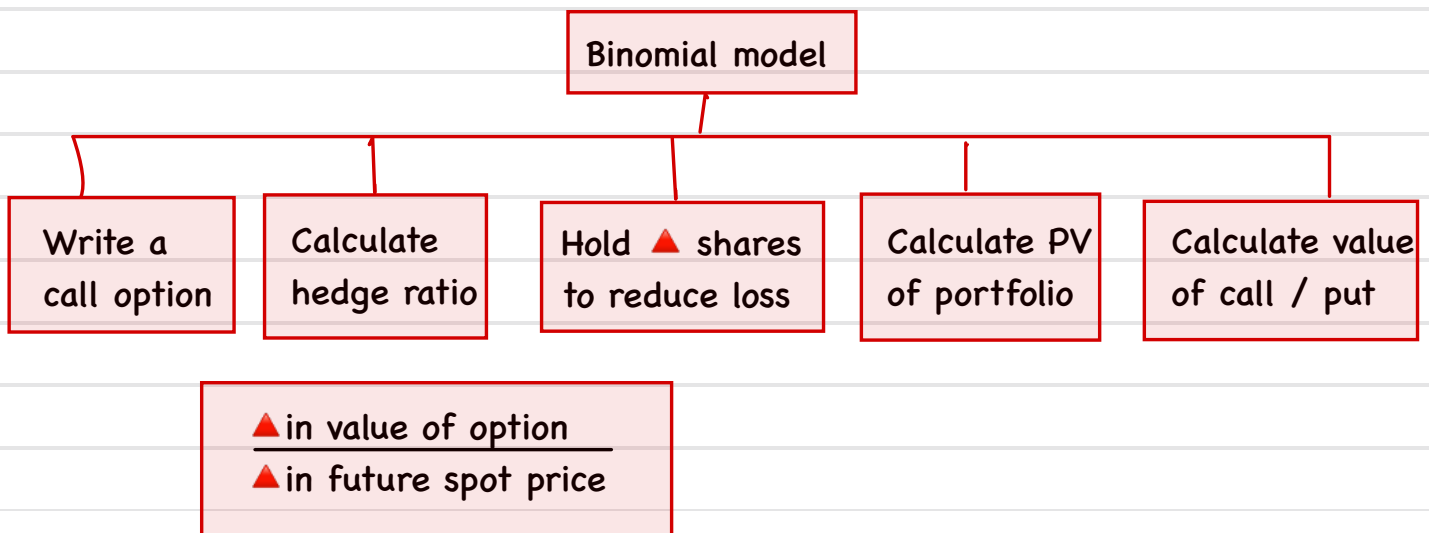 Binomial model
Write a
call option
Calculate
hedge ratio
Hold 🔺 shares
to reduce loss
Calculate PV
of portfolio
Calculate value
of call / put
🔺in value of option
🔺in future spot price